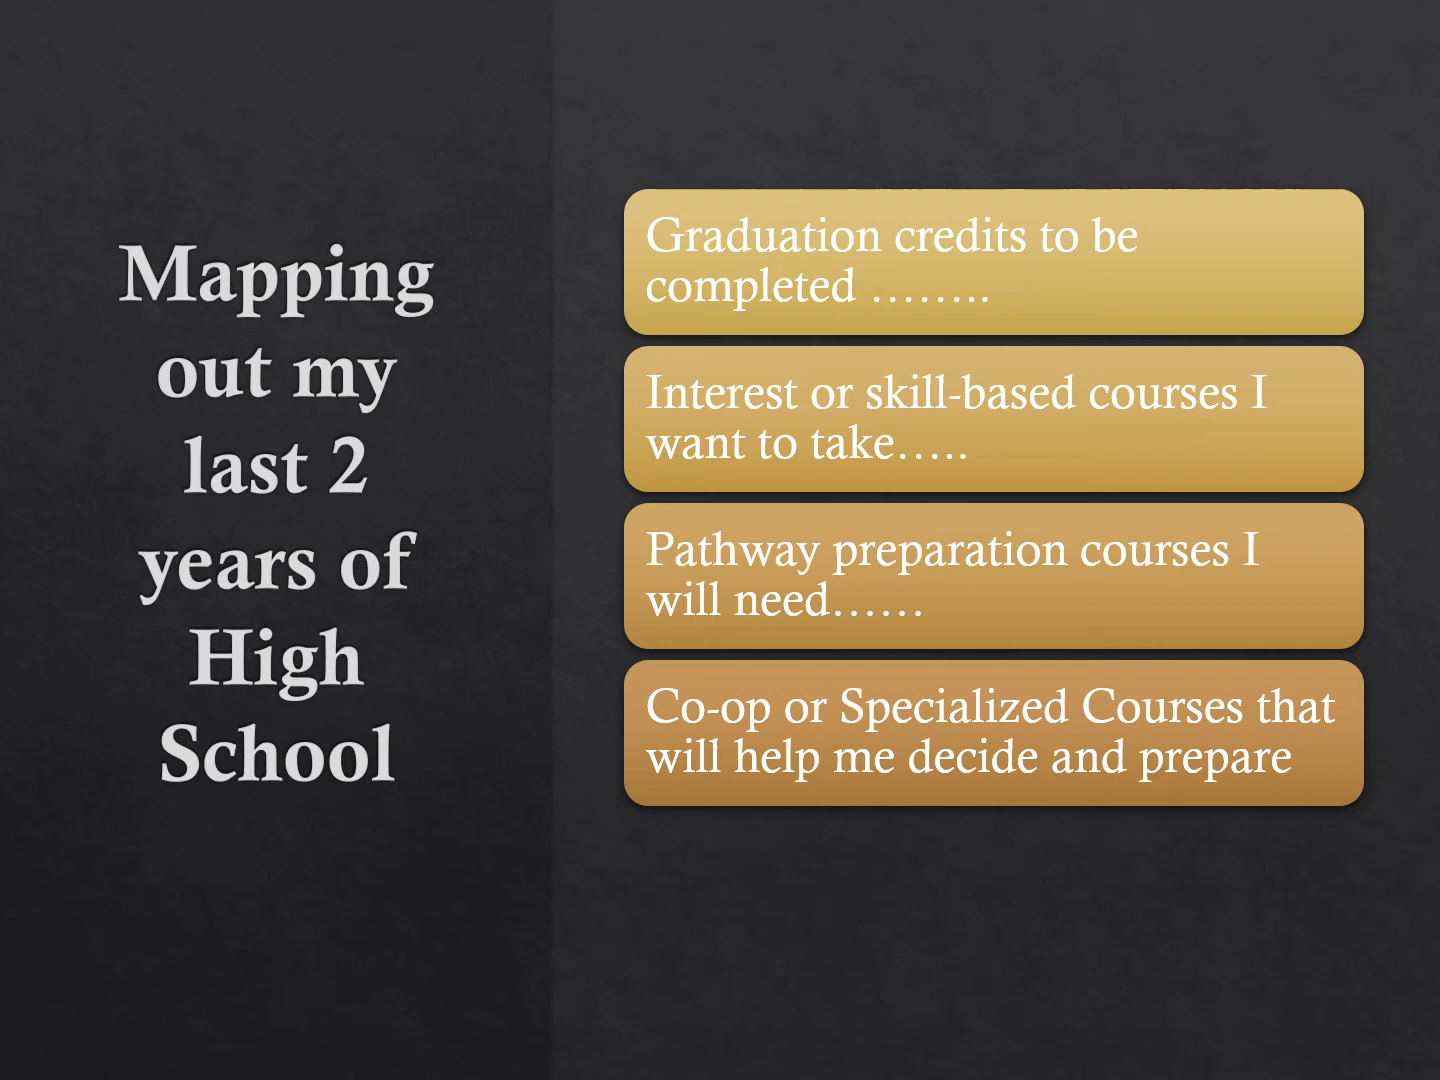 Mapping
out my
last 2
years of
High
School
Graduation credits to be
completed ……..
Interest or skill-based courses I
want to take…..
Pathway preparation courses I
will need……
Co-op or Specialized Courses that
will help me decide and prepare